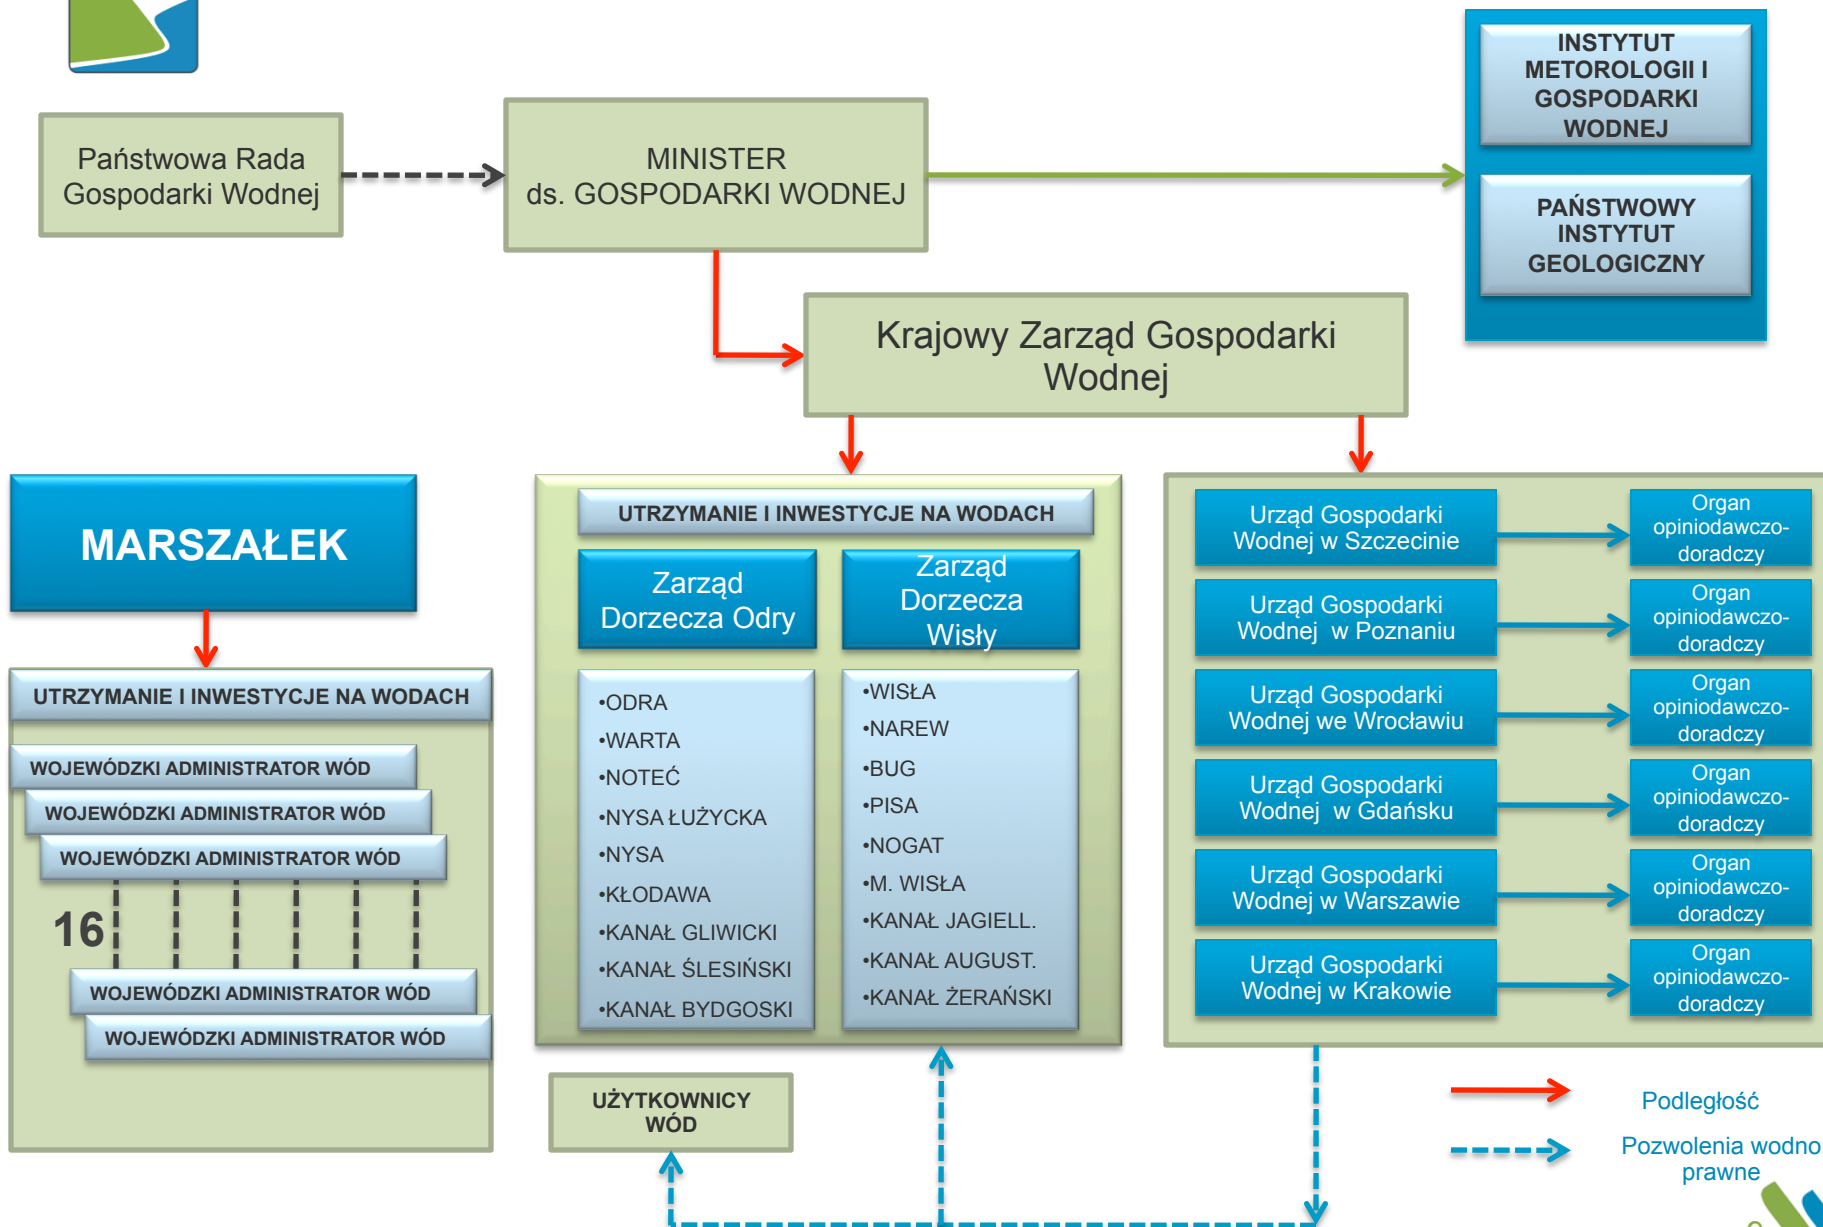 INSTYTUT
METOROLOGII I
GOSPODARKI
WODNEJ
Państwowa Rada
Gospodarki Wodnej
MINISTER
ds. GOSPODARKI WODNEJ
PAŃSTWOWY
INSTYTUT
GEOLOGICZNY
Krajowy Zarząd Gospodarki
Wodnej
MARSZAŁEK
UTRZYMANIE I INWESTYCJE NA WODACH
WOJEWÓDZKI ADMINISTRATOR WÓD
WOJEWÓDZKI ADMINISTRATOR WÓD
WOJEWÓDZKI ADMINISTRATOR WÓD
16
WOJEWÓDZKI ADMINISTRATOR WÓD
WOJEWÓDZKI ADMINISTRATOR WÓD
UTRZYMANIE I INWESTYCJE NA WODACH
Zarząd
Dorzecza Odry
•ODRA
•WARTA
•NOTEĆ
•NYSA ŁUŻYCKA
•NYSA
•KŁODAWA
•KANAŁ GLIWICKI
•KANAŁ ŚLESIŃSKI
•KANAŁ BYDGOSKI
Zarząd
Dorzecza
Wisły
•WISŁA
•NAREW
•BUG
•PISA
•NOGAT
•M. WISŁA
•KANAŁ JAGIELL.
•KANAŁ AUGUST.
•KANAŁ ŻERAŃSKI
Urząd Gospodarki
Wodnej w Szczecinie
Organ
opiniodawczo-
doradczy
Urząd Gospodarki
Wodnej w Poznaniu
Organ
opiniodawczo-
doradczy
Urząd Gospodarki
Wodnej we Wrocławiu
Organ
opiniodawczo-
doradczy
Urząd Gospodarki
Wodnej w Gdańsku
Organ
opiniodawczo-
doradczy
Urząd Gospodarki
Wodnej w Warszawie
Organ
opiniodawczo-
doradczy
Urząd Gospodarki
Wodnej w Krakowie
Organ
opiniodawczo-
doradczy
UŻYTKOWNICY
WÓD
Podległość
Pozwolenia wodno
prawne